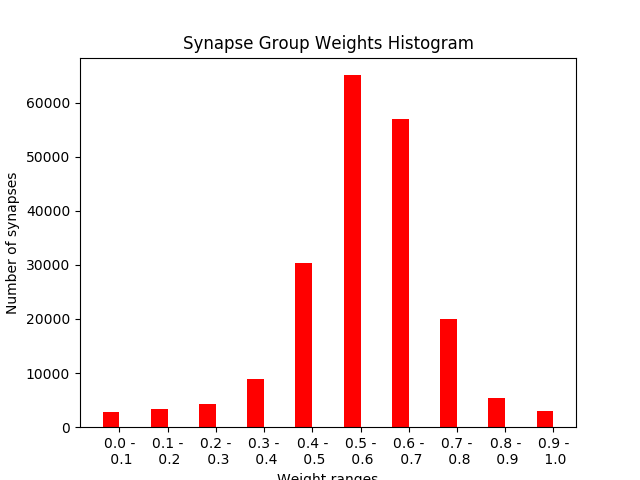 Synapse Group Weights Histogram
Number of synapses
60000
50000
40000
30000
20000
10000
0
0.0 - 0.1 - 0.2 - 0.3 - 0.4 - 0.5 - 0.6 - 0.7 - 0.8 - 0.9 -
0.1 0.2 0.3 0.4 0.5 0.6 0.7 0.8 0.9 1.0
Weight ranges